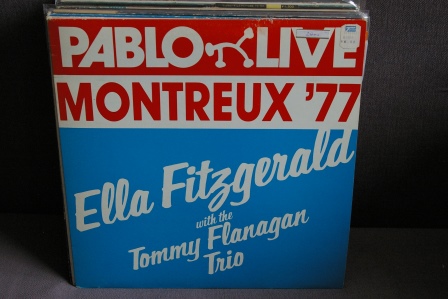 PABLO LIVE
MONTREUX '77
Ella Fitzgerald
with the
Tommy Flanagan
Trio